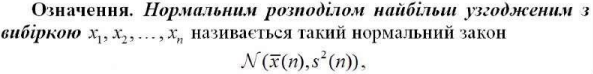 Означення. Нормальним розподілом найбільш узгодженим з
вибіркою x₁, x₂, …, xₙ називається такий нормальний закон
𝒩(x̅(n), s²(n)),